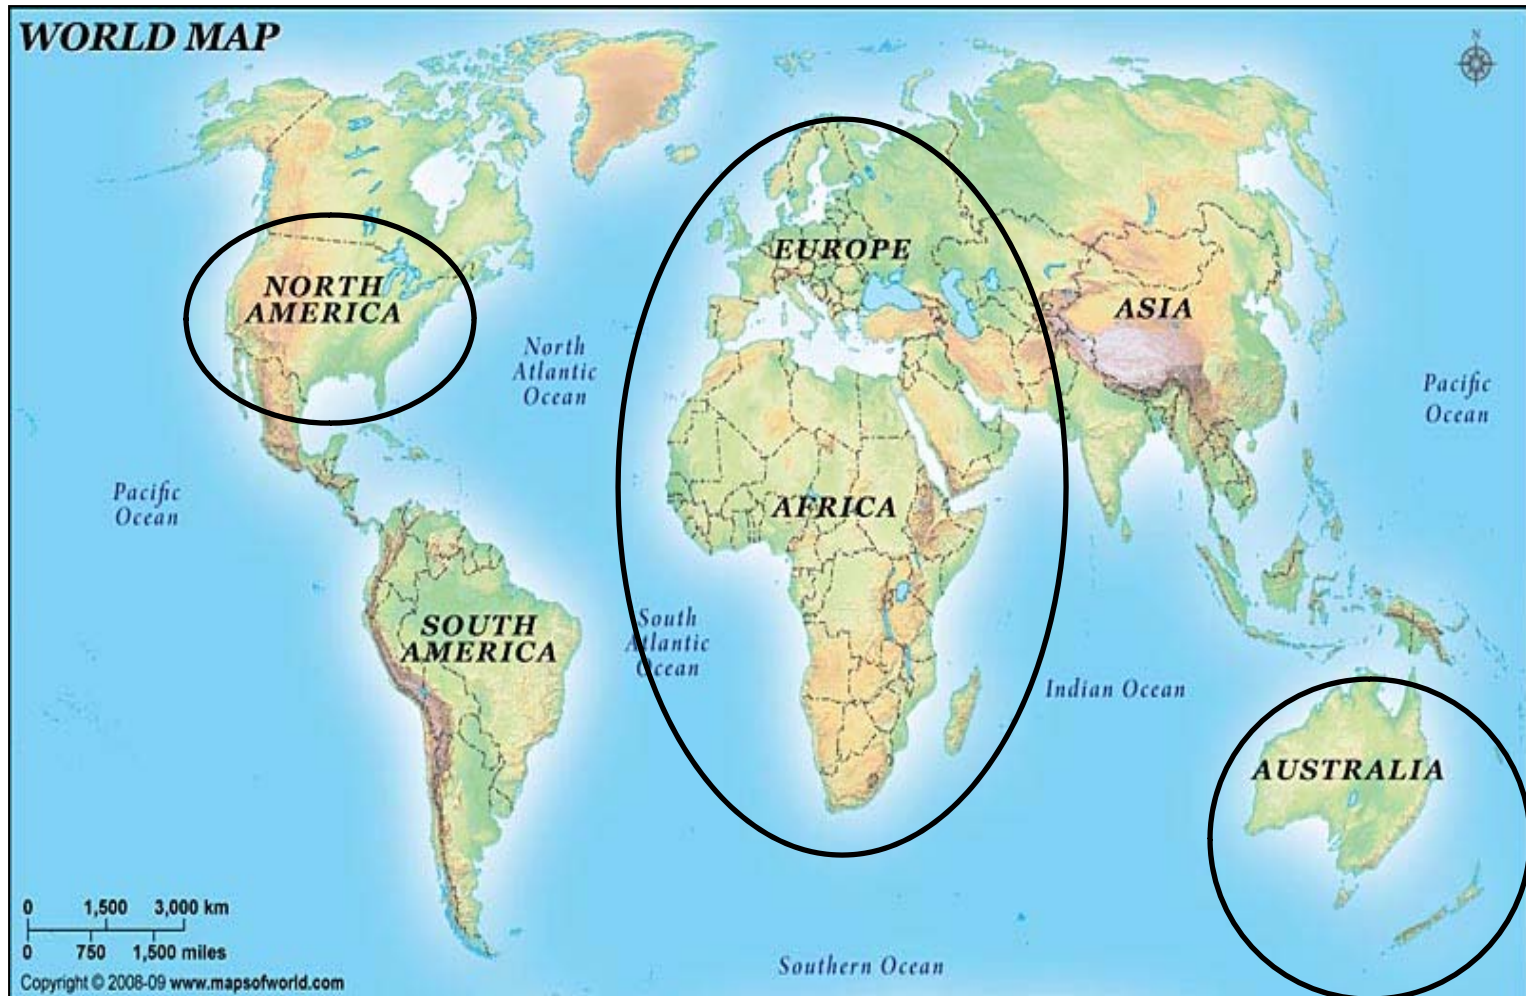 WORLD MAP
N
NORTH
AMERICA
EUROPE
ASIA
North
Atlantic
Ocean
Pacific
Ocean
Pacific
Ocean
AFRICA
SOUTH
AMERICA
South
Atlantic
Ocean
Indian Ocean
AUSTRALIA
0 1,500 3,000 km
0 750 1,500 miles
Southern Ocean
Copyright © 2008-09 www.mapsofworld.com